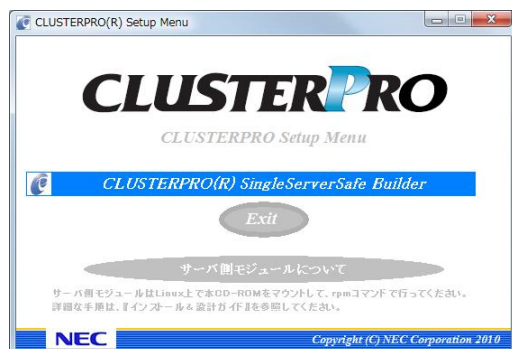 CLUSTERPRO(R) Setup Menu
CLUSTERPRO
CLUSTERPRO Setup Menu
CLUSTERPRO(R) SingleServerSafe Builder
Exit
サーバ側モジュールについて
サーバ側モジュールはLinux上で本CD-ROMをマウントして、rpmコマンドで行ってください。
詳細な手順は、『インストール&設計ガイド』を参照してください。
NEC
Copyright (C) NEC Corporation 2010